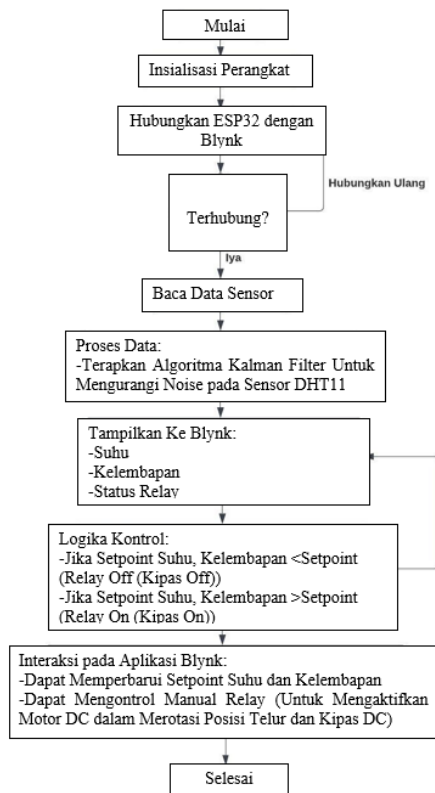 Mulai
Insialisasi Perangkat
Hubungkan ESP32 dengan
Blynk
Hubungkan Ulang
Terhubung?
Iya
Baca Data Sensor
Proses Data:
-Terapkan Algoritma Kalman Filter Untuk
Mengurangi Noise pada Sensor DHT11
Tampilkan Ke Blynk:
-Suhu
-Kelembapan
-Status Relay
Logika Kontrol:
-Jika Setpoint Suhu, Kelembapan <Setpoint
(Relay Off (Kipas Off))
-Jika Setpoint Suhu, Kelembapan >Setpoint
(Relay On (Kipas On))
Interaksi pada Aplikasi Blynk:
-Dapat Memperbarui Setpoint Suhu dan Kelembapan
-Dapat Mengontrol Manual Relay (Untuk Mengaktifkan
Motor DC dalam Merotasi Posisi Telur dan Kipas DC)
Selesai